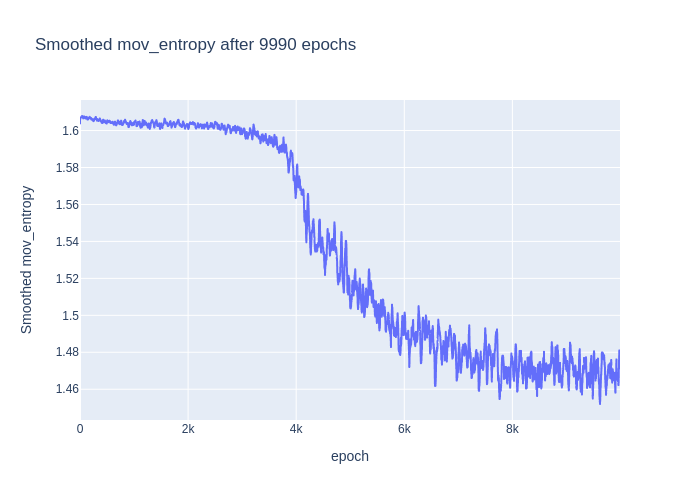 Smoothed mov_entropy after 9990 epochs
Smoothed mov_entropy
1.6
1.58
1.56
1.54
1.52
1.5
1.48
1.46
0 2k 4k 6k 8k
epoch